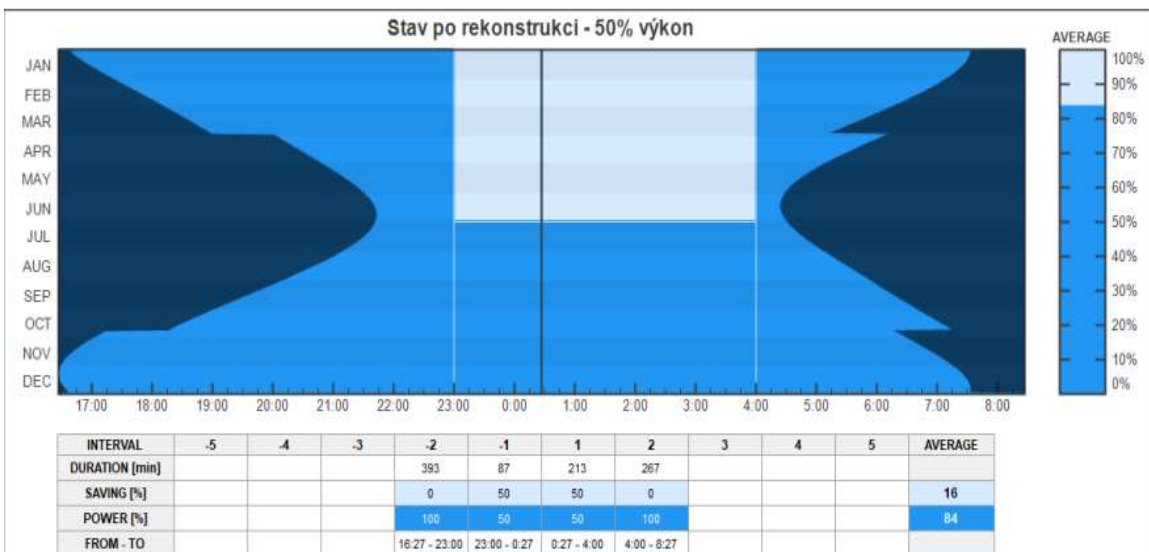 Stav po rekonstrukci - 50% výkon
AVERAGE
JAN
FEB
MAR
APR
MAY
JUN
JUL
AUG
SEP
OCT
NOV
DEC
100%
90%
80%
70%
60%
50%
40%
30%
20%
10%
0%
17:00 18:00 19:00 20:00 21:00 22:00 23:00 0:00 1:00 2:00 3:00 4:00 5:00 6:00 7:00 8:00
INTERVAL -5 -4 -3 -2 -1 1 2 3 4 5 AVERAGE
DURATION [min] 393 87 213 267
SAVING [%] 0 50 50 0 16
POWER [%] 100 50 50 100 84
FROM - TO 16:27 - 23:00 23:00 - 0:27 0:27 - 4:00 4:00 - 8:27